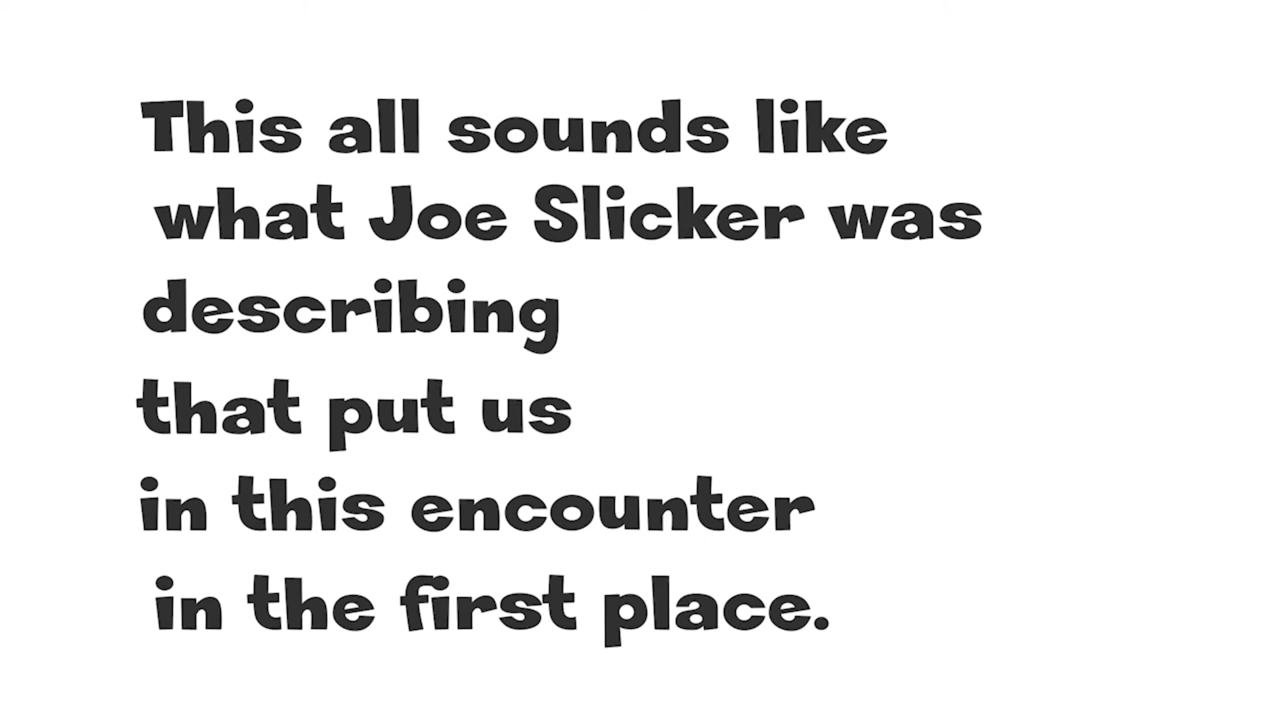 This all sounds like
what Joe Slicker was
describing
that put us
in this encounter
in the first place.